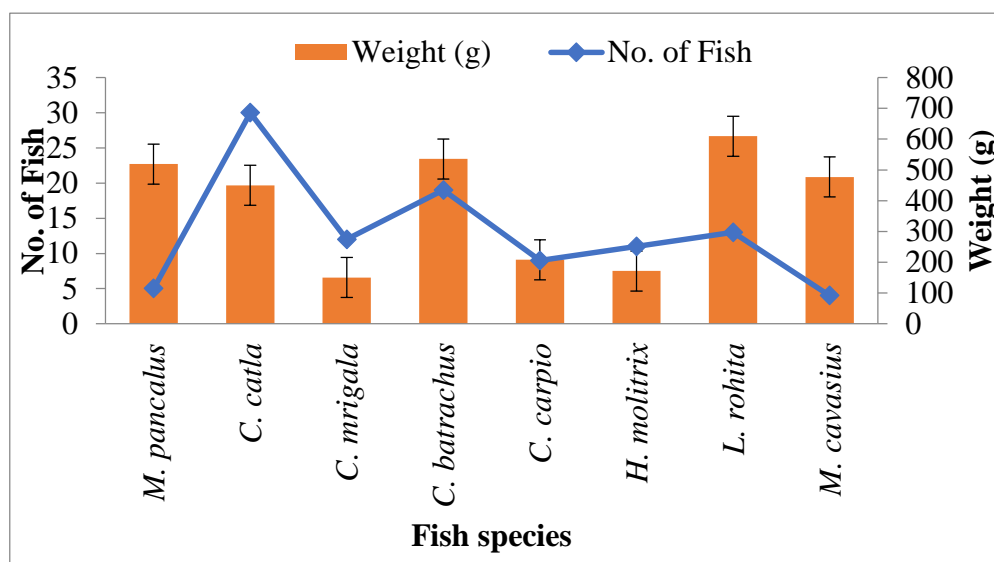 Weight (g) No. of Fish
35
30
25
20
15
10
5
0
No. of Fish
800
700
600
500
400
300
200
100
0
Weight (g)
M. pancalus
C. catla
C. mrigala
C. batrachus
C. carpio
H. molitrix
L. rohita
M. cavasius
Fish species